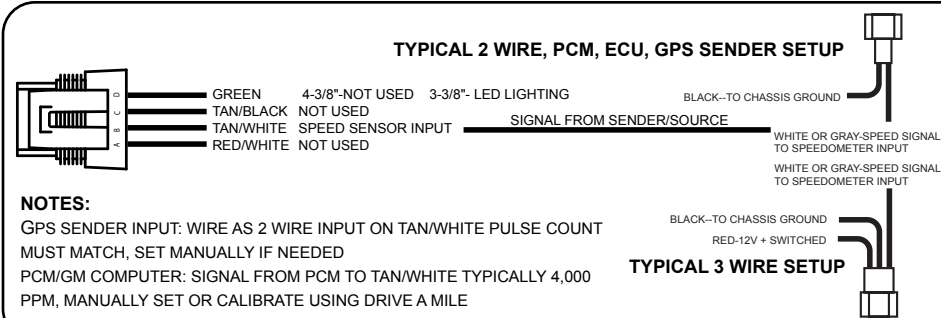 TYPICAL 2 WIRE, PCM, ECU, GPS SENDER SETUP
D
C
B
A
GREEN 4-3/8"-NOT USED 3-3/8"- LED LIGHTING
TAN/BLACK NOT USED
TAN/WHITE SPEED SENSOR INPUT
RED/WHITE NOT USED
SIGNAL FROM SENDER/SOURCE
BLACK--TO CHASSIS GROUND
WHITE OR GRAY-SPEED SIGNAL
TO SPEEDOMETER INPUT
WHITE OR GRAY-SPEED SIGNAL
TO SPEEDOMETER INPUT
BLACK--TO CHASSIS GROUND
RED-12V + SWITCHED
TYPICAL 3 WIRE SETUP
NOTES:
GPS SENDER INPUT: WIRE AS 2 WIRE INPUT ON TAN/WHITE PULSE COUNT
MUST MATCH, SET MANUALLY IF NEEDED
PCM/GM COMPUTER: SIGNAL FROM PCM TO TAN/WHITE TYPICALLY 4,000
PPM, MANUALLY SET OR CALIBRATE USING DRIVE A MILE